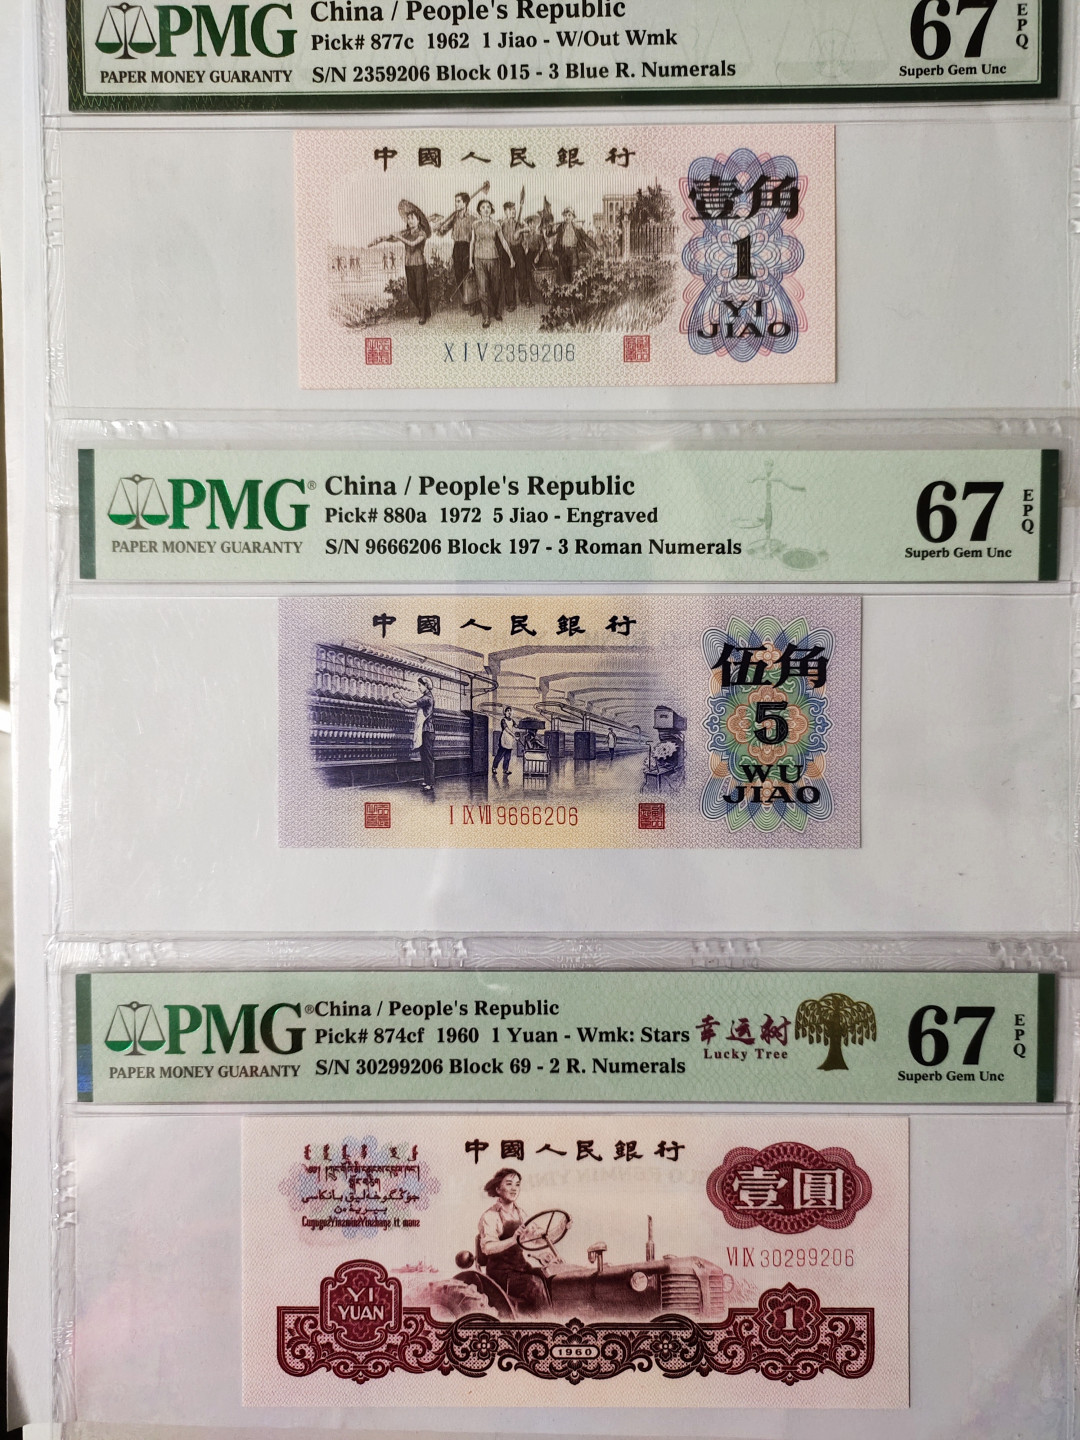 PMG
PAPER MONEY GUARANTY
China / People's Republic
Pick# 877c 1962 1 Jiao - W/Out Wmk
S/N 2359206 Block 015 - 3 Blue R. Numerals
67
EPQ
Superb Gem Unc
中國人民銀行
壹角
1
YI
JIAO
X I V 2359206
PMG®
PAPER MONEY GUARANTY
China / People's Republic
Pick# 880a 1972 5 Jiao - Engraved
S/N 9666206 Block 197 - 3 Roman Numerals
67
EPQ
Superb Gem Unc
中國人民銀行
伍角
5
WU
JIAO
I IX VII 9666206
PMG®
PAPER MONEY GUARANTY
China / People's Republic
Pick# 874cf 1960 1 Yuan - Wmk: Stars
S/N 30299206 Block 69 - 2 R. Numerals
幸运树
Lucky Tree
67
EPQ
Superb Gem Unc
中國人民銀行
壹圓
VI IX 30299206
YI
YUAN
1
1960